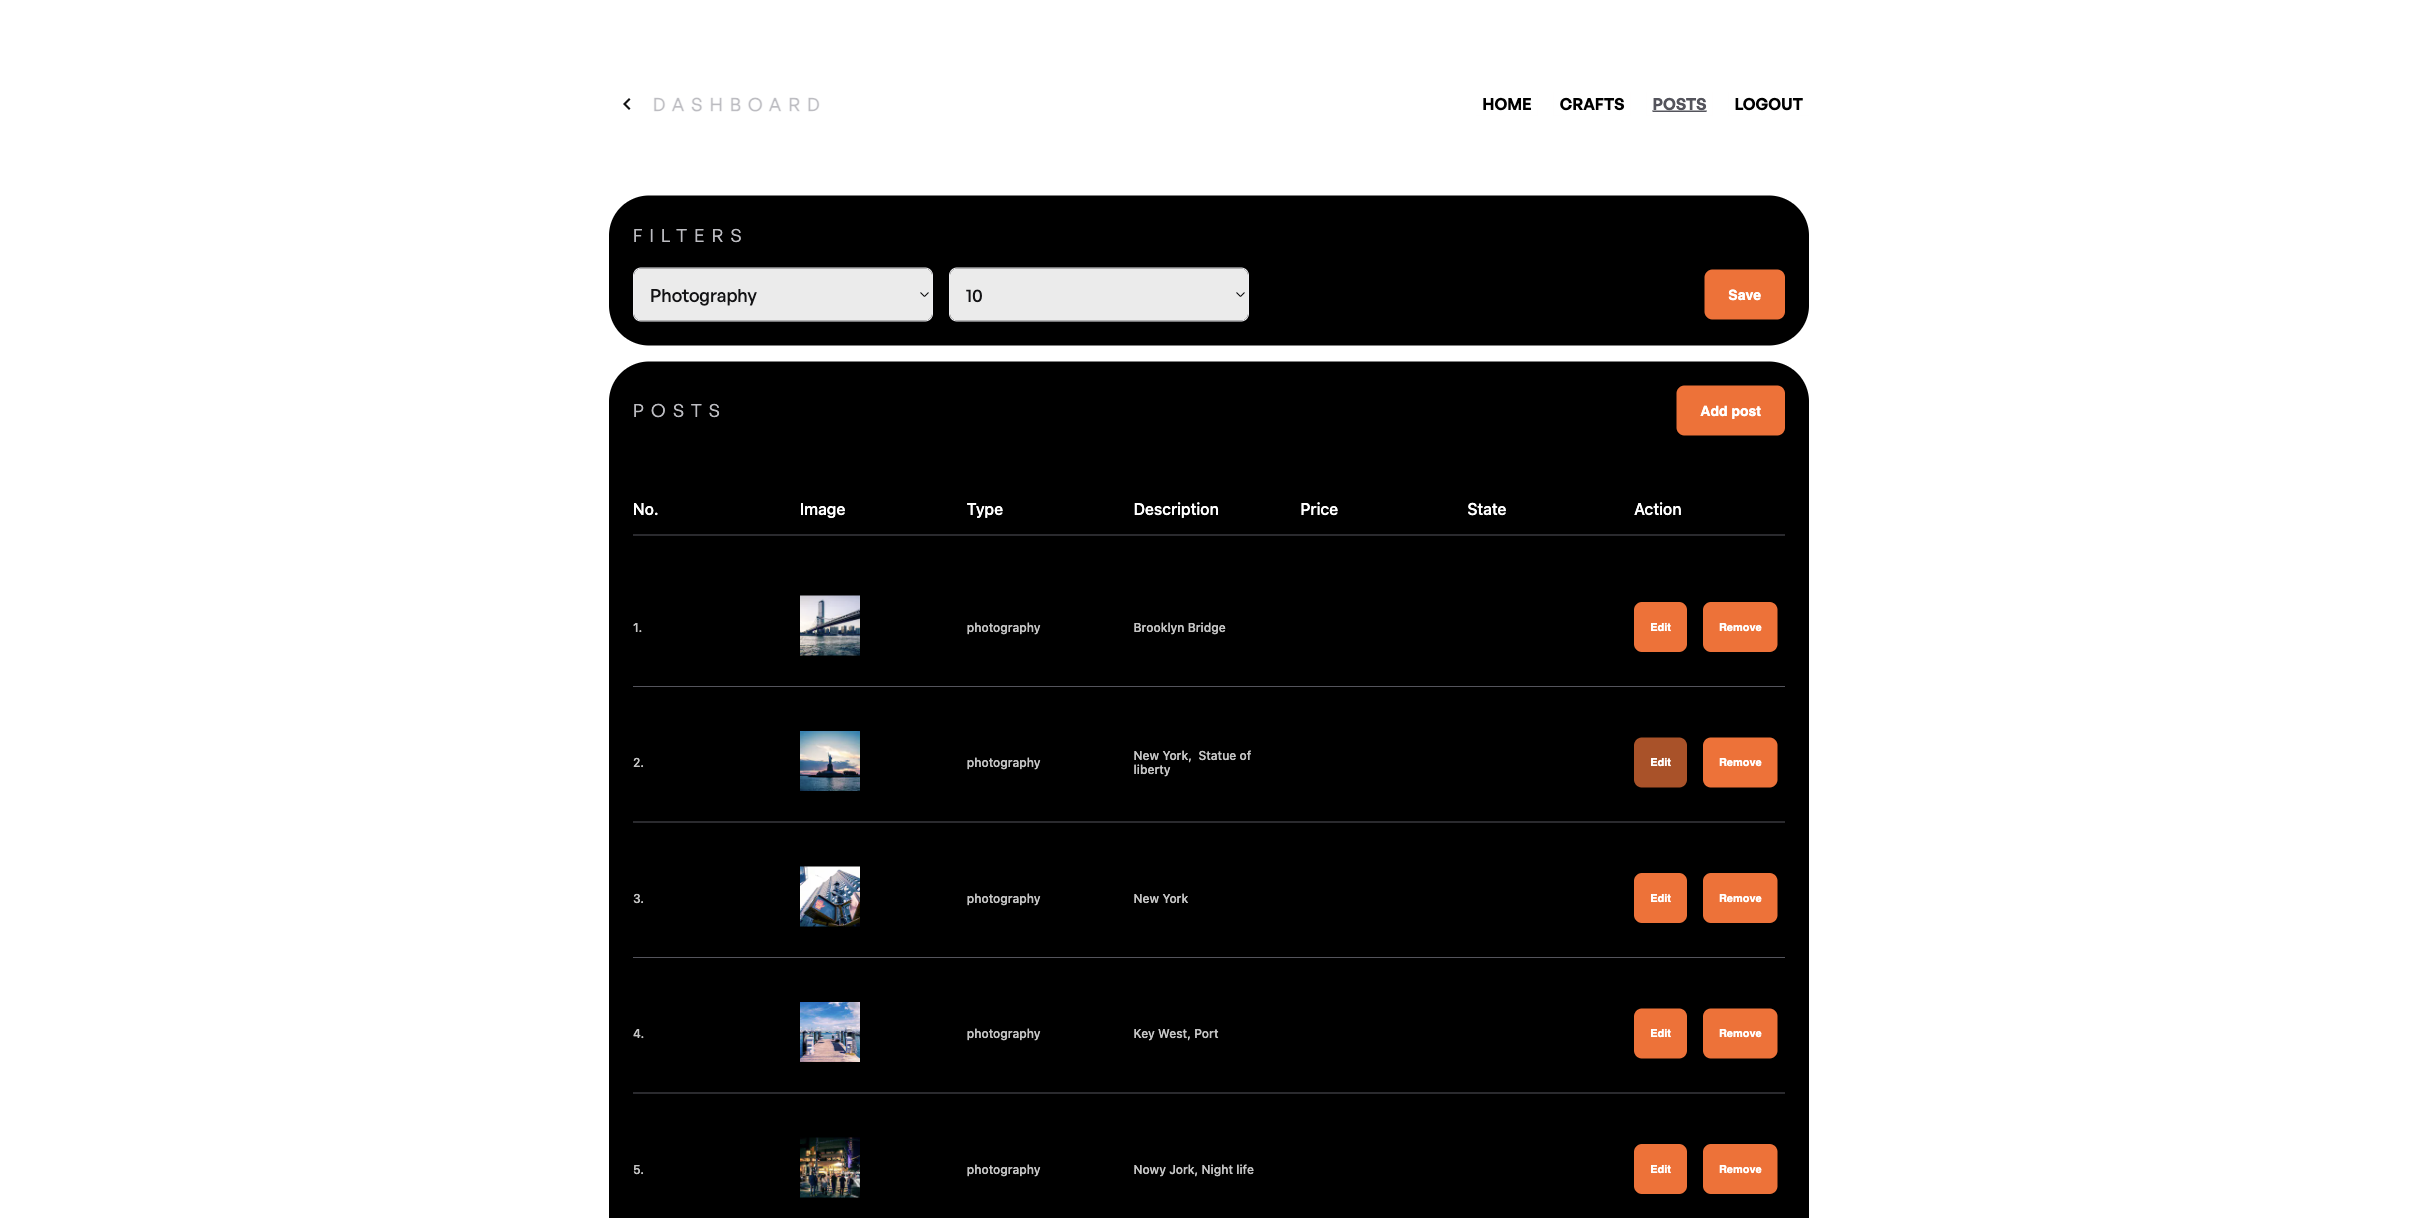 DASHBOARD
HOME CRAFTS POSTS LOGOUT
FILTERS
Photography 10 Save
POSTS Add post
No. Image Type Description Price State Action
1. photography Brooklyn Bridge Edit Remove
2. photography New York, Statue of Edit Remove
liberty
3. photography New York Edit Remove
4. photography Key West, Port Edit Remove
5. photography Nowy Jork, Night life Edit Remove